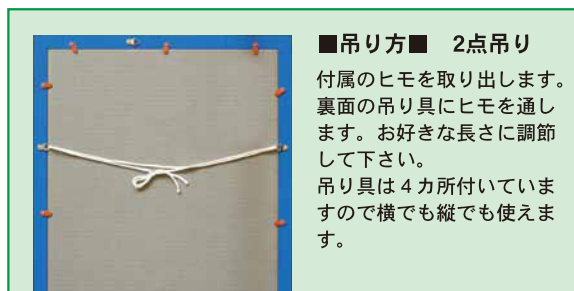 ■吊り方■　2点吊り
付属のヒモを取り出します。
裏面の吊り具にヒモを通し
ます。お好きな長さに調節
して下さい。
吊り具は４カ所付いていま
すので横でも縦でも使えま
す。